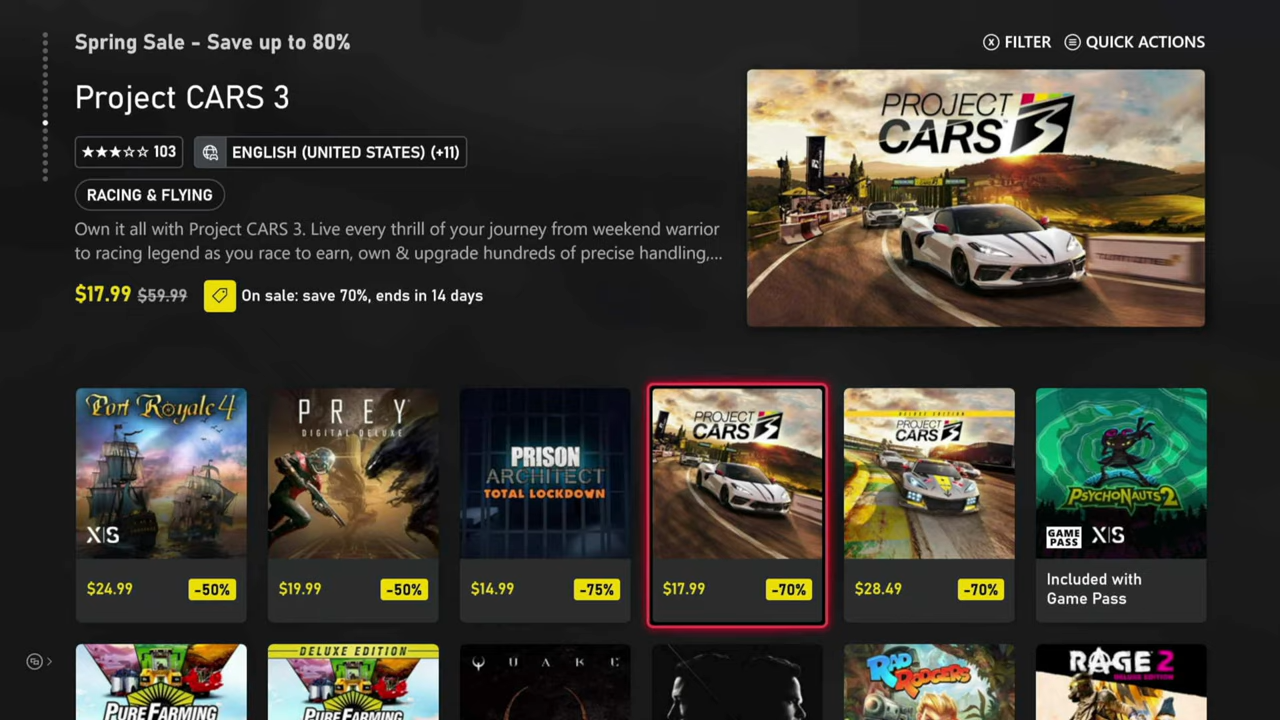 Spring Sale - Save up to 80%
FILTER
QUICK ACTIONS
Project CARS 3
103
ENGLISH (UNITED STATES) (+11)
RACING & FLYING
Own it all with Project CARS 3. Live every thrill of your journey from weekend warrior
to racing legend as you race to earn, own & upgrade hundreds of precise handling,...
$17.99 $59.99
On sale: save 70%, ends in 14 days
PROJECT
CARS 3
Port Royale 4
X|S
$24.99 -50%
PREY
DIGITAL DELUXE
$19.99 -50%
PRISON
ARCHITECT
TOTAL LOCKDOWN
$14.99 -75%
PROJECT
CARS 3
$17.99 -70%
DELUXE EDITION
PROJECT
CARS 3
$28.49 -70%
PSYCHONAUTS 2
GAME
PASS
X|S
Included with
Game Pass
PURE FARMING
DELUXE EDITION
PURE FARMING
QUAKE
RAD
RODGERS
RAGE 2
DELUXE EDITION